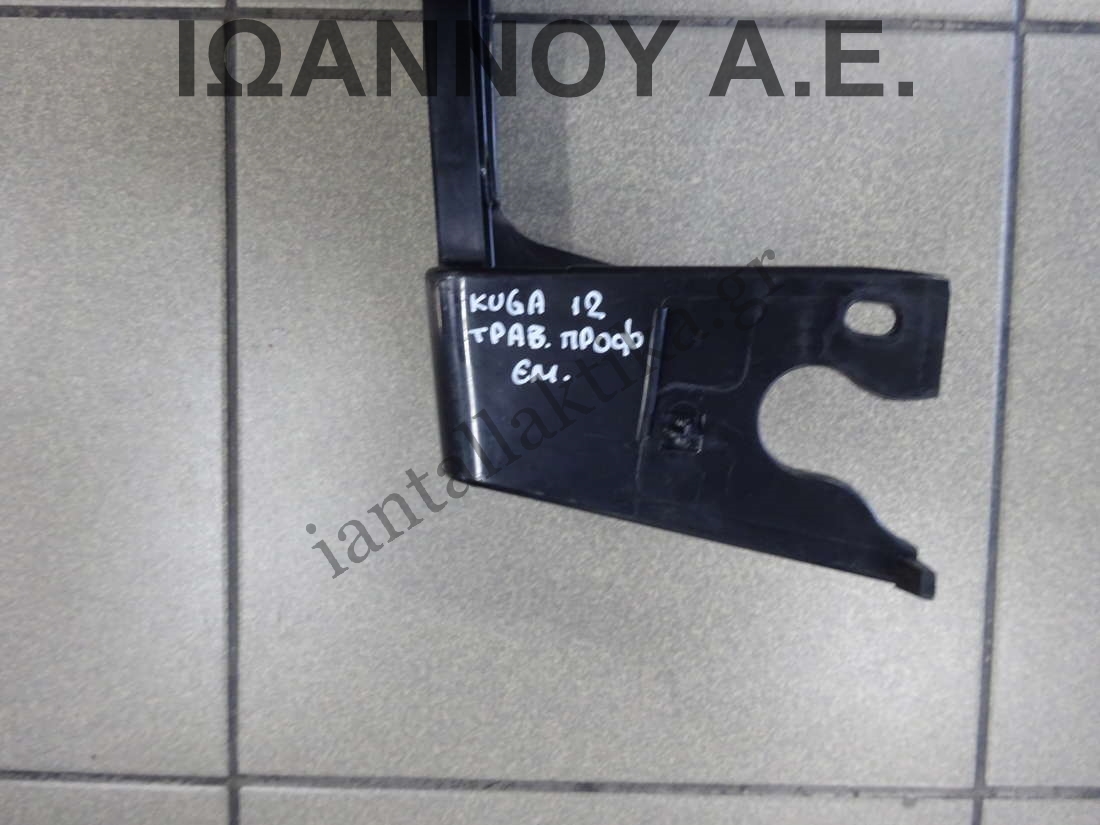 ΙΩΑΝΝΟΥ Α.Ε.
KUGA 12
ΤΡΑΒ. ΠΡΟΦ
ΕΜ.
iantallaktika.gr